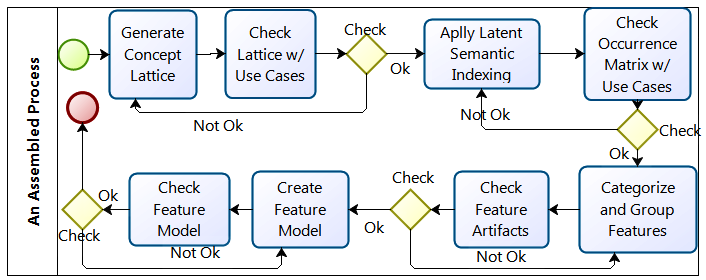 An Assembled Process
Generate
Concept
Lattice
Check
Lattice w/
Use Cases
Check
Ok
Not Ok
Aplly Latent
Semantic
Indexing
Check
Occurrence
Matrix w/
Use Cases
Not Ok
Check
Ok
Categorize
and Group
Features
Check
Feature
Artifacts
Check
Ok
Not Ok
Create
Feature
Model
Check
Feature
Model
Ok
Check
Not Ok